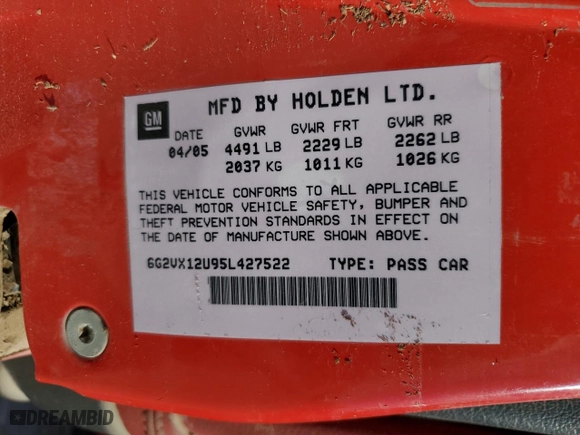 GM
MFD BY HOLDEN LTD.
DATE GVWR GVWR FRT GVWR RR
04/05 4491 LB 2229 LB 2262 LB
2037 KG 1011 KG 1026 KG
THIS VEHICLE CONFORMS TO ALL APPLICABLE
FEDERAL MOTOR VEHICLE SAFETY, BUMPER AND
THEFT PREVENTION STANDARDS IN EFFECT ON
THE DATE OF MANUFACTURE SHOWN ABOVE.
6G2VX12U95L427522 TYPE: PASS CAR
DREAMBID